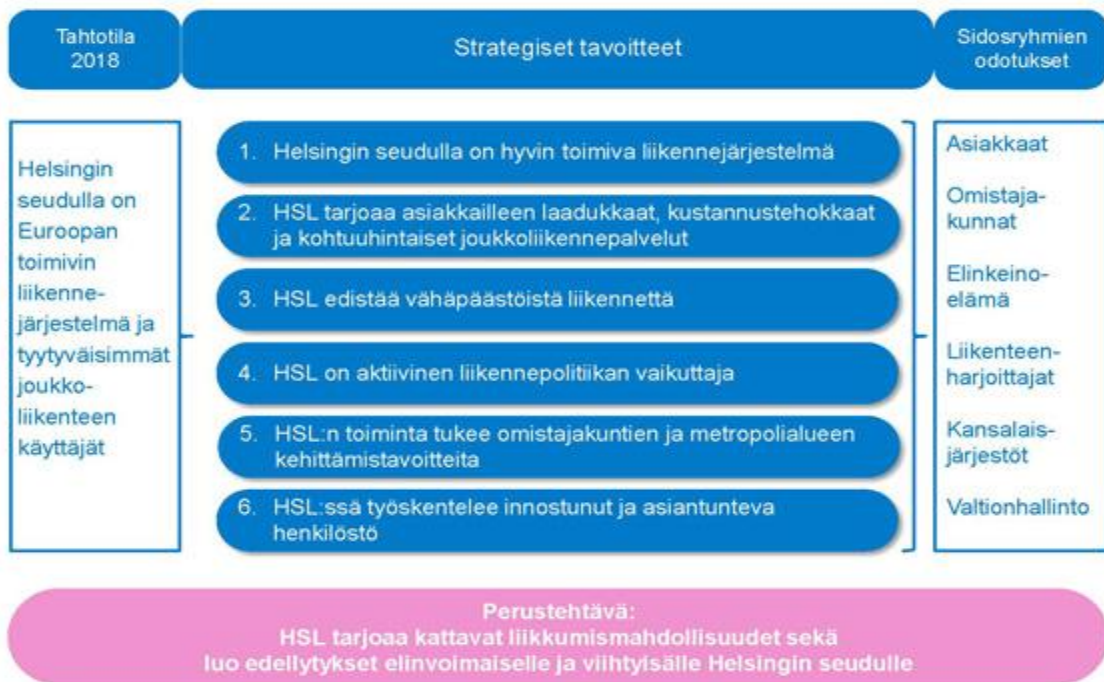 Tahtotila
2018
Strategiset tavoitteet
Sidosryhmien
odotukset
Helsingin
seudulla on
Euroopan
toimivin
liikenne-
järjestelmä ja
tyytyväisimmät
joukko-
liikenteen
käyttäjät
1. Helsingin seudulla on hyvin toimiva liikennejärjestelmä
2. HSL tarjoaa asiakkailleen laadukkaat, kustannustehokkaat
ja kohtuuhintaiset joukkoliikennepalvelut
3. HSL edistää vähäpäästöistä liikennettä
4. HSL on aktiivinen liikennepolitiikan vaikuttaja
5. HSL:n toiminta tukee omistajakuntien ja metropolialueen
kehittämistavoitteita
6. HSL:ssä työskentelee innostunut ja asiantunteva
henkilöstö
Asiakkaat
Omistaja-
kunnat
Elinkeino-
elämä
Liikenteen-
harjoittajat
Kansalais-
järjestöt
Valtionhallinto
Perustehtävä:
HSL tarjoaa kattavat liikkumismahdollisuudet sekä
luo edellytykset elinvoimaiselle ja viihtyisälle Helsingin seudulle